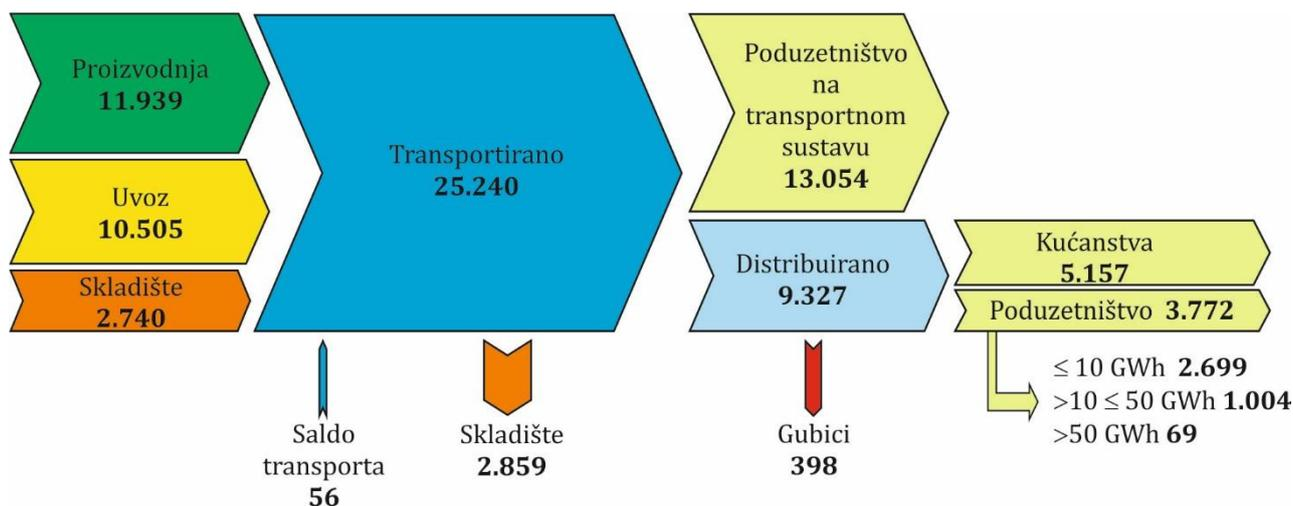 Proizvodnja
11.939
Uvoz
10.505
Skladište
2.740
Transportirano
25.240
Saldo
transporta
56
Skladište
2.859
Poduzetništvo
na
transportnom
sustavu
13.054
Distribuirano
9.327
Gubici
398
Kućanstva
5.157
Poduzetništvo 3.772
≤ 10 GWh 2.699
>10 ≤ 50 GWh 1.004
>50 GWh 69